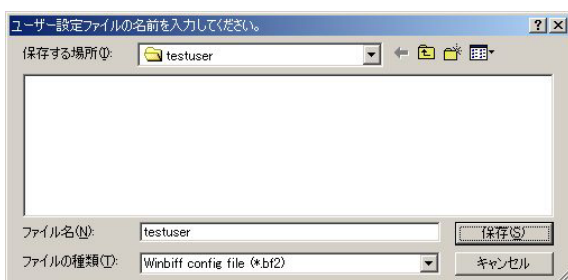 ユーザー設定ファイルの名前を入力してください。
保存する場所(I): testuser
ファイル名(N): testuser 保存(S)
ファイルの種類(T): Winbiff config file (*.bf2) キャンセル